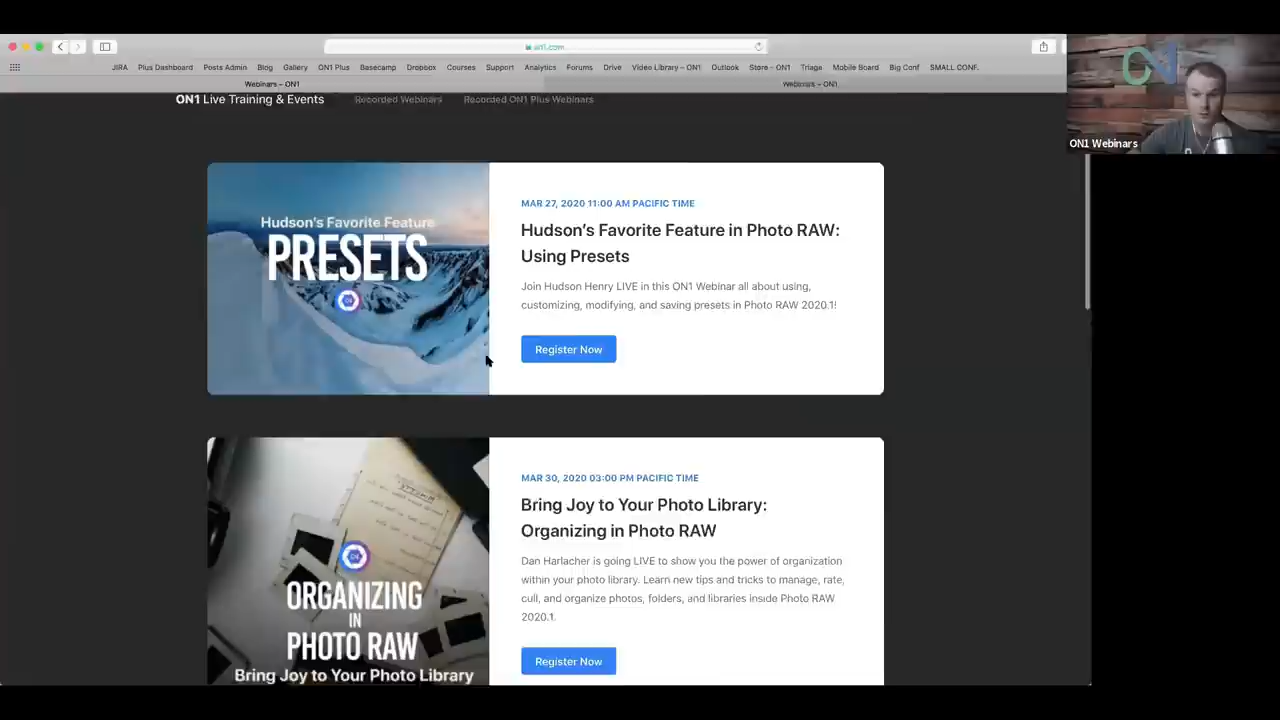 on1.com
JIRA Plus Dashboard Posts Admin Blog Gallery ON1 Plus Basecamp Dropbox Courses Support Analytics Forums Drive Video Library – ON1 Outlook Store - ON1 Triage Mobile Board Big Conf SMALL CONF.
Webinars – ON1 Webinars – ON1
ON1 Live Training & Events Recorded Webinars Recorded ON1 Plus Webinars
ON1 Webinars
Hudson's Favorite Feature
PRESETS
MAR 27, 2020 11:00 AM PACIFIC TIME
Hudson's Favorite Feature in Photo RAW:
Using Presets
Join Hudson Henry LIVE in this ON1 Webinar all about using,
customizing, modifying, and saving presets in Photo RAW 2020.1!
Register Now
ORGANIZING
IN
PHOTO RAW
Bring Joy to Your Photo Library
MAR 30, 2020 03:00 PM PACIFIC TIME
Bring Joy to Your Photo Library:
Organizing in Photo RAW
Dan Harlacher is going LIVE to show you the power of organization
within your photo library. Learn new tips and tricks to manage, rate,
cull, and organize photos, folders, and libraries inside Photo RAW
2020.1.
Register Now